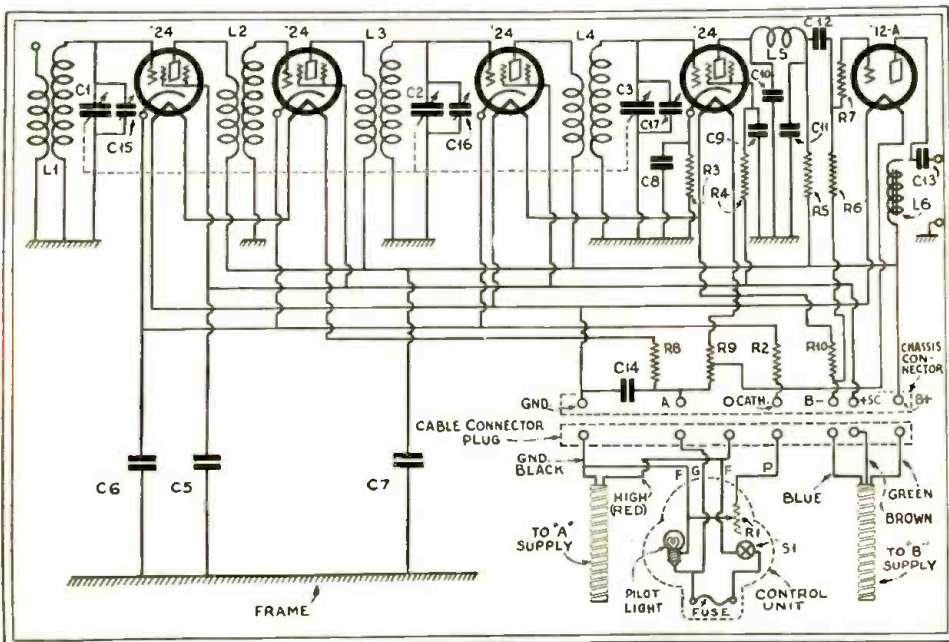 '24
L2
'24
L3
'24
L4
'24
L5
C12
'12-A
C1
C15
L1
C2
C16
C3
C17
C8
R3
R4
C9
C10
C11
R5
R6
R7
C13
L6
R8
R9
R2
R10
C14
CHASSIS
CON-
NECTOR
GND.
A
CATH.
B-
+SC
B+
CABLE CONNECTOR
PLUG
GND.
BLACK
F
G
F
P
HIGH
(RED)
BLUE
GREEN
BROWN
C6
C5
C7
TO "A"
SUPPLY
R1
S1
TO "B"
SUPPLY
PILOT
LIGHT
FUSE
CONTROL
UNIT
FRAME